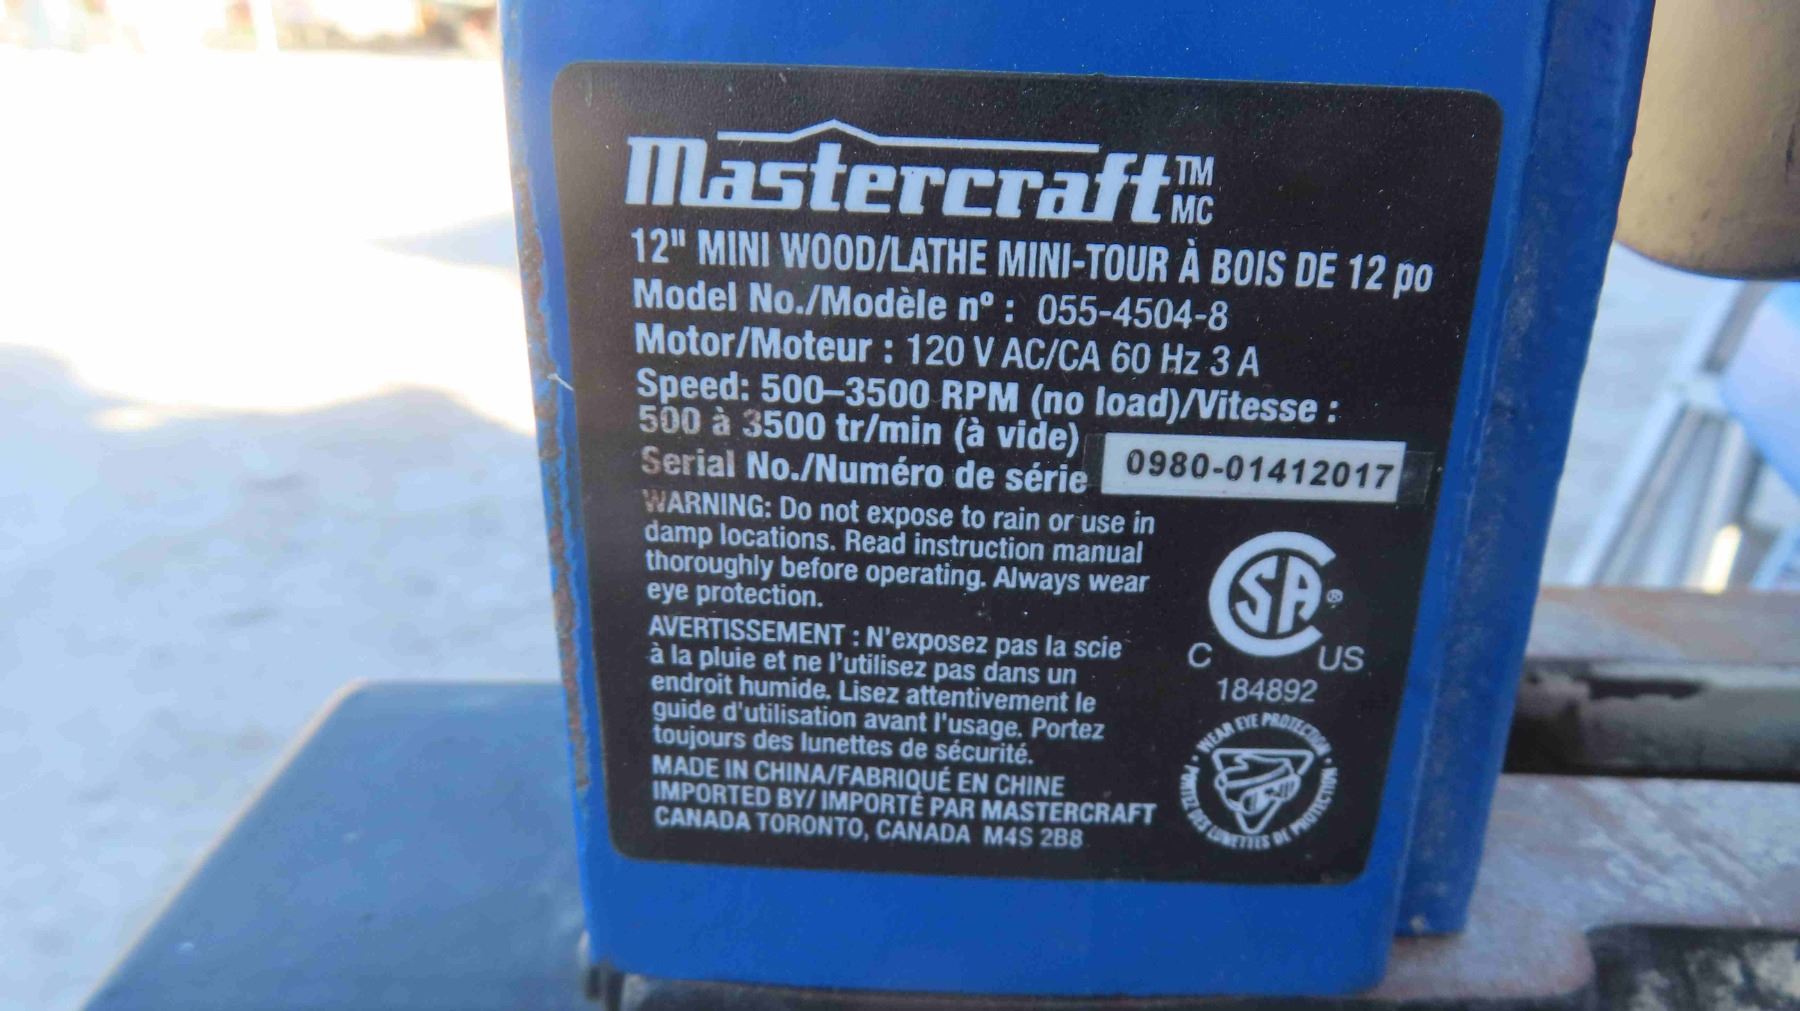 Mastercraft TM MC
12" MINI WOOD/LATHE MINI-TOUR À BOIS DE 12 po
Model No./Modèle nº : 055-4504-8
Motor/Moteur : 120 V AC/CA 60 Hz 3 A
Speed: 500–3500 RPM (no load)/Vitesse :
500 à 3500 tr/min (à vide)
Serial No./Numéro de série 0980-01412017
WARNING: Do not expose to rain or use in
damp locations. Read instruction manual
thoroughly before operating. Always wear
eye protection.
AVERTISSEMENT : N'exposez pas la scie
à la pluie et ne l'utilisez pas dans un
endroit humide. Lisez attentivement le
guide d'utilisation avant l'usage. Portez
toujours des lunettes de sécurité.
MADE IN CHINA/FABRIQUÉ EN CHINE
IMPORTED BY/ IMPORTÉ PAR MASTERCRAFT
CANADA TORONTO, CANADA M4S 2B8
CSA ®
C US
184892
• WEAR EYE PROTECTION •
PORTEZ DES LUNETTES DE PROTECTION